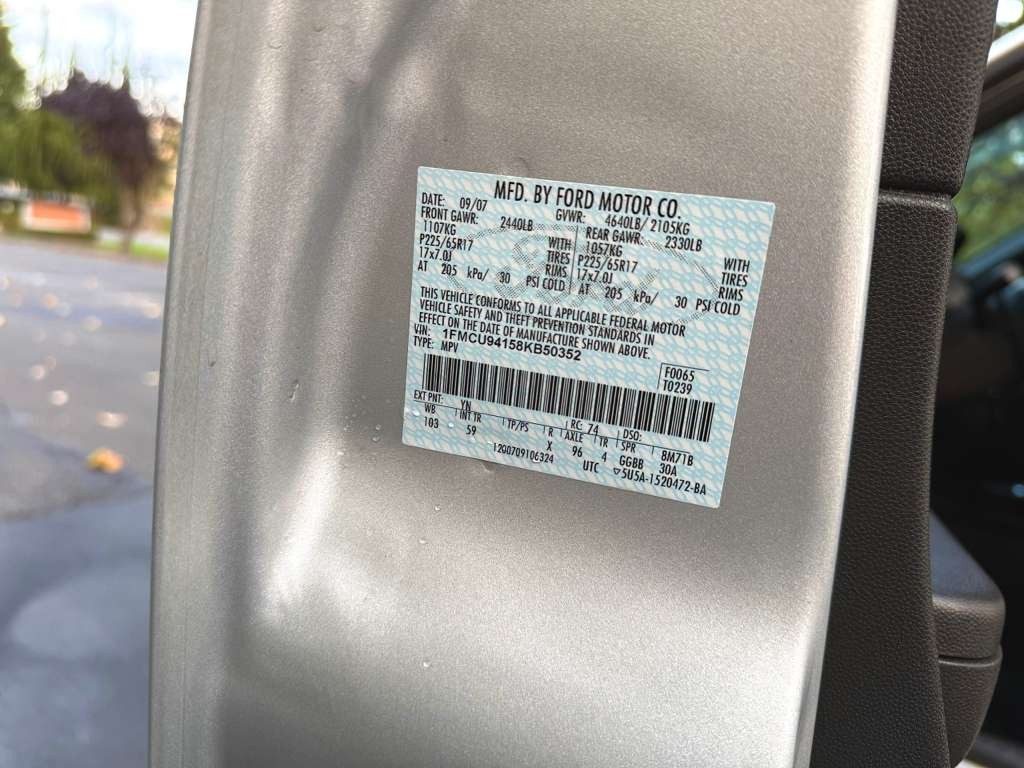 MFD. BY FORD MOTOR CO.
DATE: 09/07 GVWR: 4640LB/ 2105KG
FRONT GAWR: 2440LB REAR GAWR: 2330LB
1107KG WITH 1057KG WITH
P225/65R17 TIRES P225/65R17 TIRES
17x7.0J RIMS 17x7.0J RIMS
AT 205 kPa/ 30 PSI COLD AT 205 kPa/ 30 PSI COLD
THIS VEHICLE CONFORMS TO ALL APPLICABLE FEDERAL MOTOR
VEHICLE SAFETY AND THEFT PREVENTION STANDARDS IN
EFFECT ON THE DATE OF MANUFACTURE SHOWN ABOVE.
VIN: 1FMCU94158KB50352
TYPE: MPV
F0065
T0239
EXT PNT: YN RC: 74 DSO:
WB INT TR TP/PS R AXLE TR SPR 8M71B
103 59 X 96 4 GGBB 30A
1200709106324 UTC ▽5U5A-1520472-BA